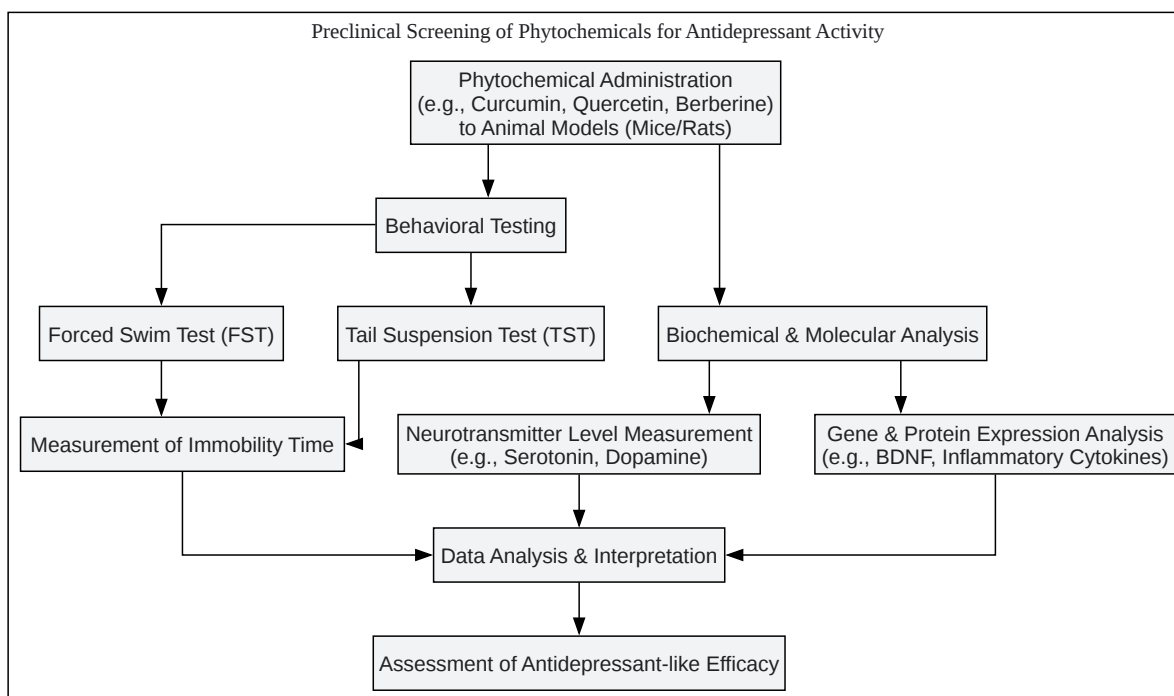 Preclinical Screening of Phytochemicals for Antidepressant Activity
Phytochemical Administration
(e.g., Curcumin, Quercetin, Berberine)
to Animal Models (Mice/Rats)
Behavioral Testing
Forced Swim Test (FST)
Tail Suspension Test (TST)
Biochemical & Molecular Analysis
Measurement of Immobility Time
Neurotransmitter Level Measurement
(e.g., Serotonin, Dopamine)
Gene & Protein Expression Analysis
(e.g., BDNF, Inflammatory Cytokines)
Data Analysis & Interpretation
Assessment of Antidepressant-like Efficacy